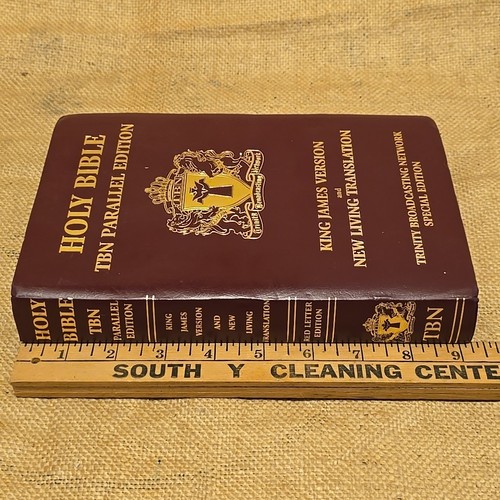 HOLY BIBLE
TBN PARALLEL EDITION
KING JAMES VERSION
and
NEW LIVING TRANSLATION
TRINITY BROADCASTING NETWORK
SPECIAL EDITION
HOLY
BIBLE
TBN
PARALLEL
EDITION
KING
JAMES
VERSION
AND
NEW
LIVING
TRANSLATION
RED LETTER
EDITION
TBN
1 2 3 4 5 6 7 8 9
SOUTH Y CLEANING CENTE